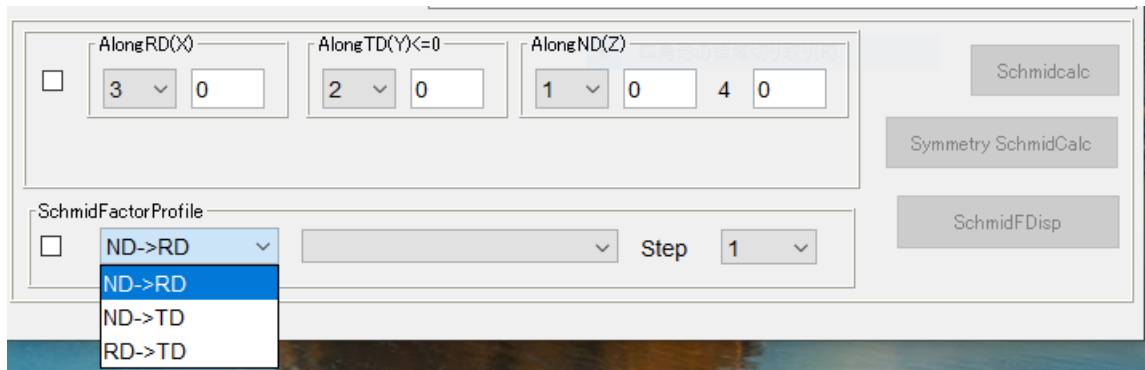 AlongRD(X) AlongTD(Y)<=0 AlongND(Z)
3 0 2 0 1 0 4 0
Schmidcalc
Symmetry SchmidCalc
SchmidFactorProfile
ND->RD Step 1
SchmidFDisp
ND->RD
ND->TD
RD->TD